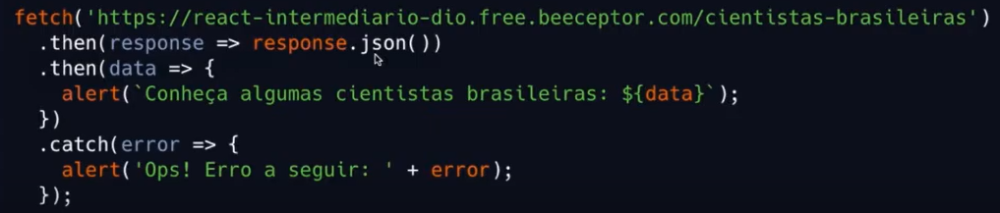 fetch('https://react-intermediario-dio.free.beeceptor.com/cientistas-brasileiras')
  .then(response => response.json())
  .then(data => {
    alert(`Conheça algumas cientistas brasileiras: ${data}`);
  })
  .catch(error => {
    alert('Ops! Erro a seguir: ' + error);
  });